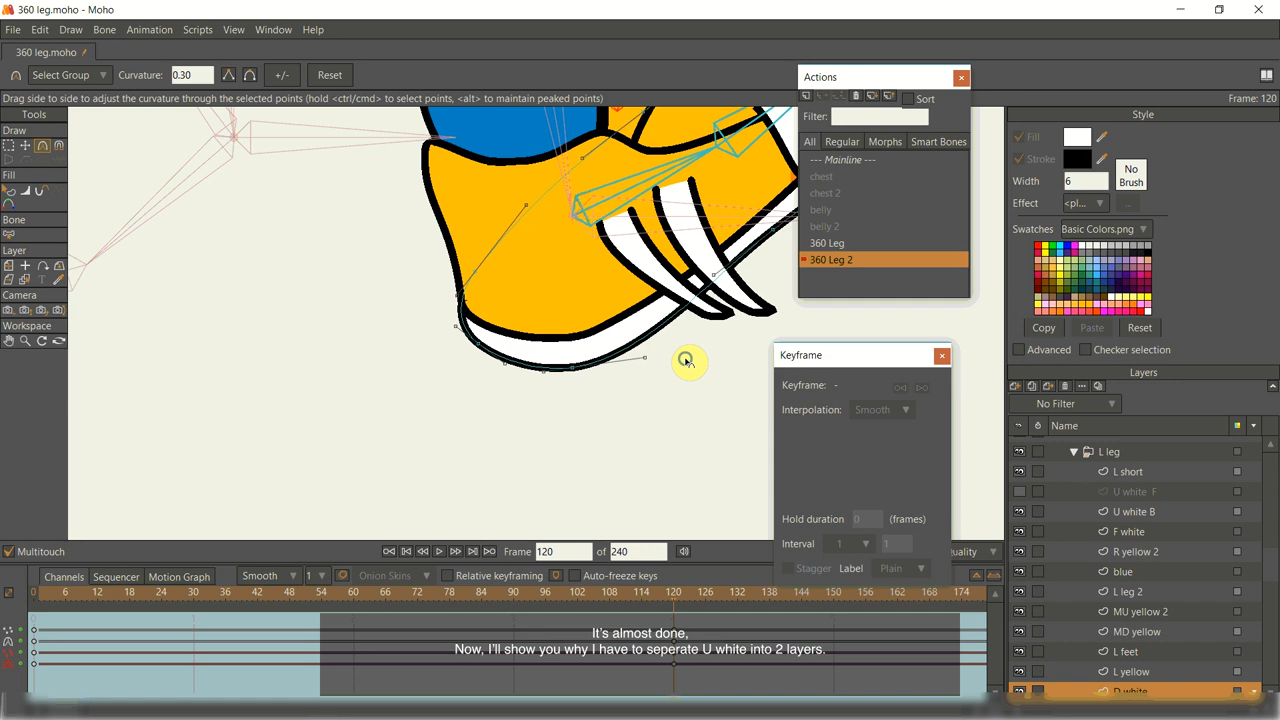 360 leg.moho - Moho
File Edit Draw Bone Animation Scripts View Window Help
360 leg.moho
Select Group Curvature: 0.30 +/- Reset
Drag side to side to adjust the curvature through the selected points (hold <ctrl/cmd> to select points, <alt> to maintain peaked points) Frame: 120
Tools
Draw
Fill
Bone
Layer
Camera
Workspace
Actions
Sort
Filter:
All Regular Morphs Smart Bones
--- Mainline ---
chest
chest 2
belly
belly 2
360 Leg
360 Leg 2
Keyframe
Keyframe: -
Interpolation: Smooth
Hold duration 0 (frames)
Interval 1 1
Stagger Label Plain
Style
Fill
Stroke
No Brush
Width 6
Effect <pl...
Swatches Basic Colors.png
Copy Paste Reset
Advanced Checker selection
Layers
No Filter
Name
L leg
L short
U white F
U white B
F white
R yellow 2
blue
L leg 2
MU yellow 2
MD yellow
L feet
L yellow
D white
Multitouch Frame 120 of 240 uality
Channels Sequencer Motion Graph Smooth 1 Onion Skins Relative keyframing Auto-freeze keys
0 6 12 18 24 30 36 42 48 54 60 66 72 78 84 90 96 102 108 114 120 126 132 138 144 150 156 162 168 174
It's almost done,
Now, I'll show you why I have to seperate U white into 2 layers.